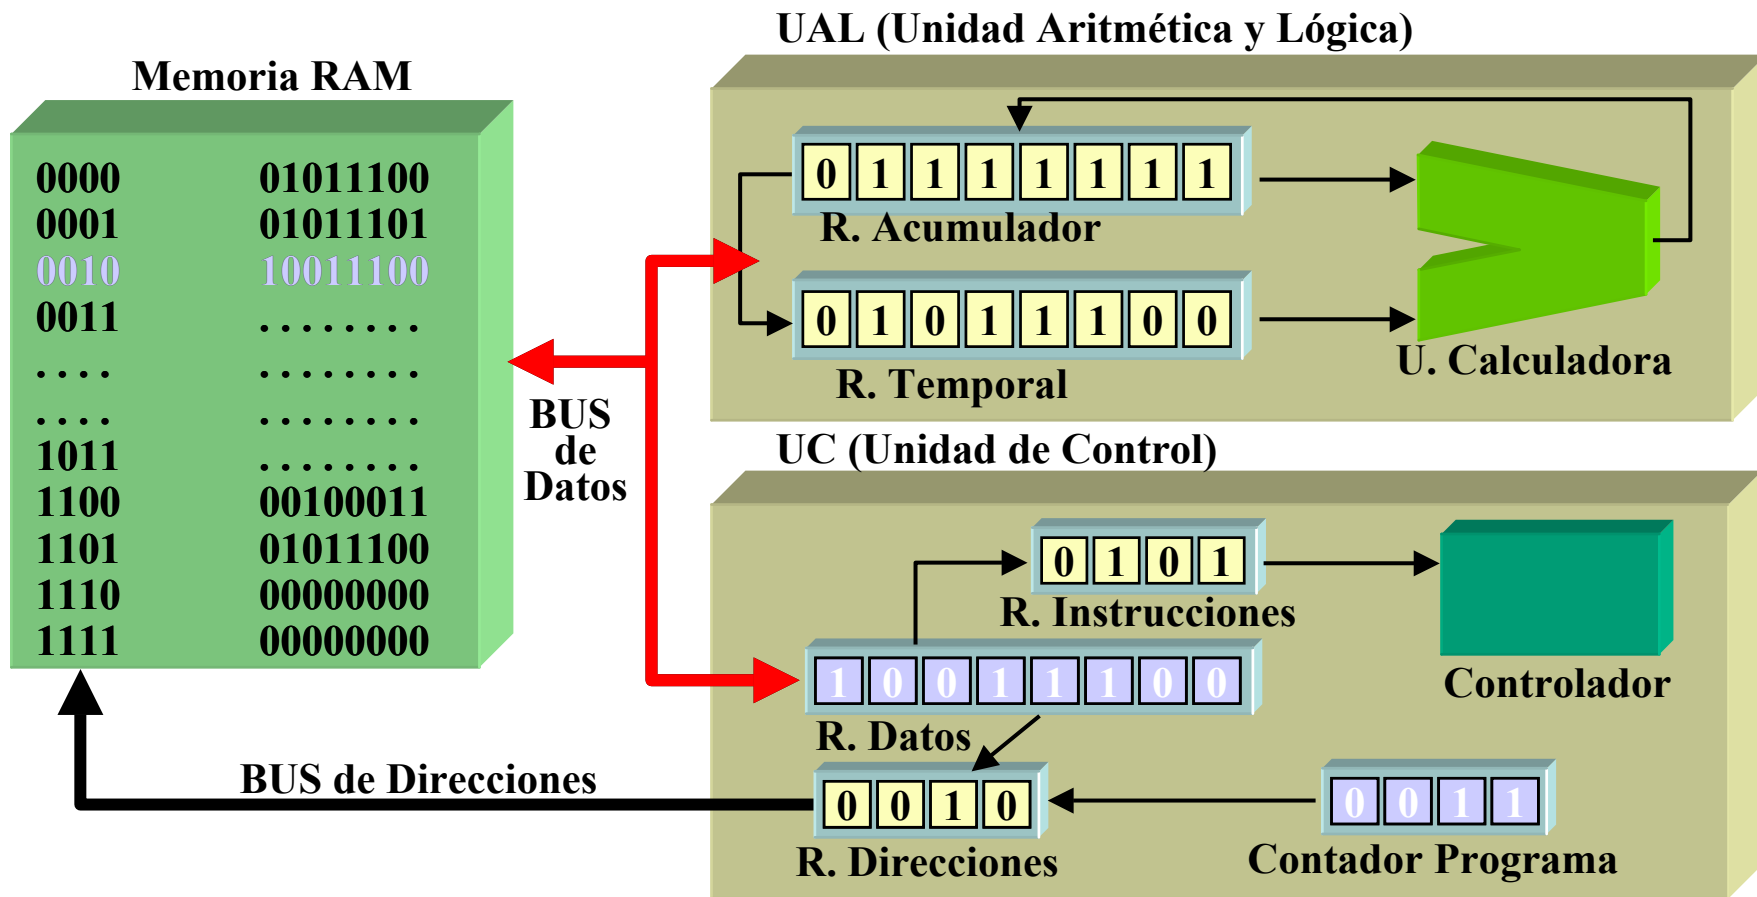 UAL (Unidad Aritmética y Lógica)
Memoria RAM
0000 01011100
0001 01011101
0010 10011100
0011 ........
.... ........
.... ........
1011 ........
1100 00100011
1101 01011100
1110 00000000
1111 00000000
0 1 1 1 1 1 1 1
R. Acumulador
0 1 0 1 1 1 0 0
R. Temporal
U. Calculadora
BUS
de
Datos
UC (Unidad de Control)
0 1 0 1
R. Instrucciones
1 0 0 1 1 1 0 0
R. Datos
Controlador
BUS de Direcciones
0 0 1 0
R. Direcciones
0 0 1 1
Contador Programa